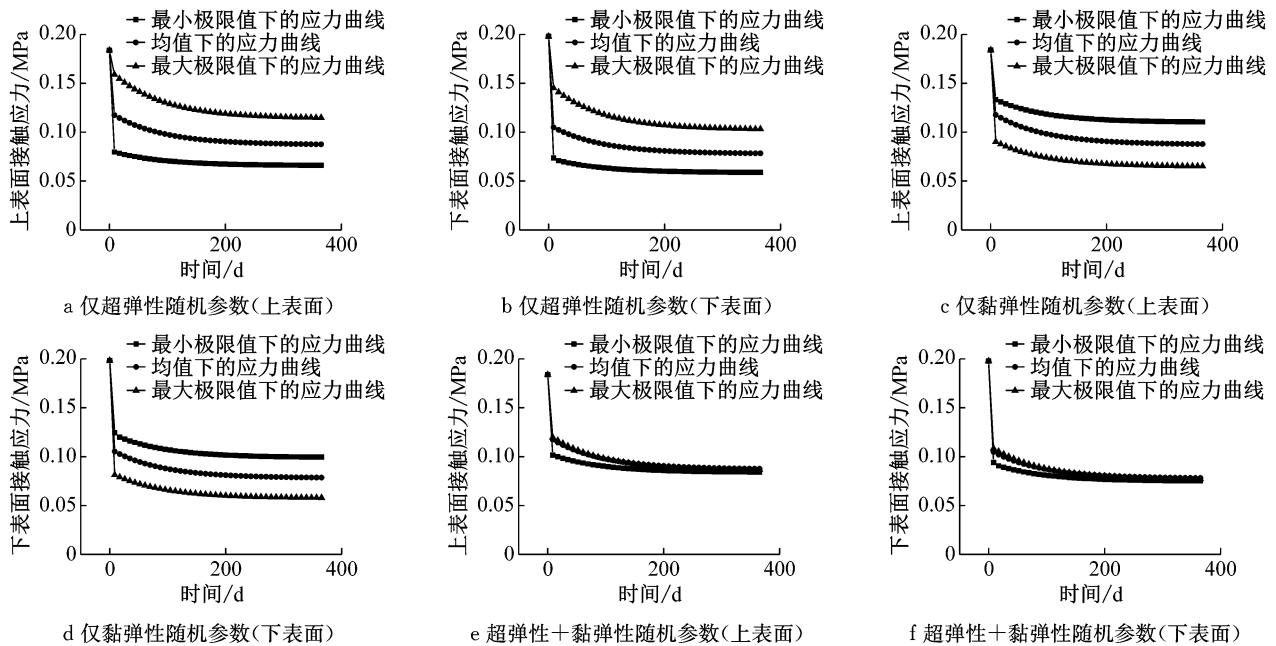 最小极限值下的应力曲线
均值下的应力曲线
最大极限值下的应力曲线
上表面接触应力/MPa
0.20
0.15
0.10
0.05
0
0 200 400
时间/d
a 仅超弹性随机参数(上表面)
最小极限值下的应力曲线
均值下的应力曲线
最大极限值下的应力曲线
下表面接触应力/MPa
0.20
0.15
0.10
0.05
0
0 200 400
时间/d
b 仅超弹性随机参数(下表面)
最小极限值下的应力曲线
均值下的应力曲线
最大极限值下的应力曲线
上表面接触应力/MPa
0.20
0.15
0.10
0.05
0
0 200 400
时间/d
c 仅黏弹性随机参数(上表面)
最小极限值下的应力曲线
均值下的应力曲线
最大极限值下的应力曲线
下表面接触应力/MPa
0.20
0.15
0.10
0.05
0
0 200 400
时间/d
d 仅黏弹性随机参数(下表面)
最小极限值下的应力曲线
均值下的应力曲线
最大极限值下的应力曲线
上表面接触应力/MPa
0.20
0.15
0.10
0.05
0
0 200 400
时间/d
e 超弹性+黏弹性随机参数(上表面)
最小极限值下的应力曲线
均值下的应力曲线
最大极限值下的应力曲线
下表面接触应力/MPa
0.20
0.15
0.10
0.05
0
0 200 400
时间/d
f 超弹性+黏弹性随机参数(下表面)